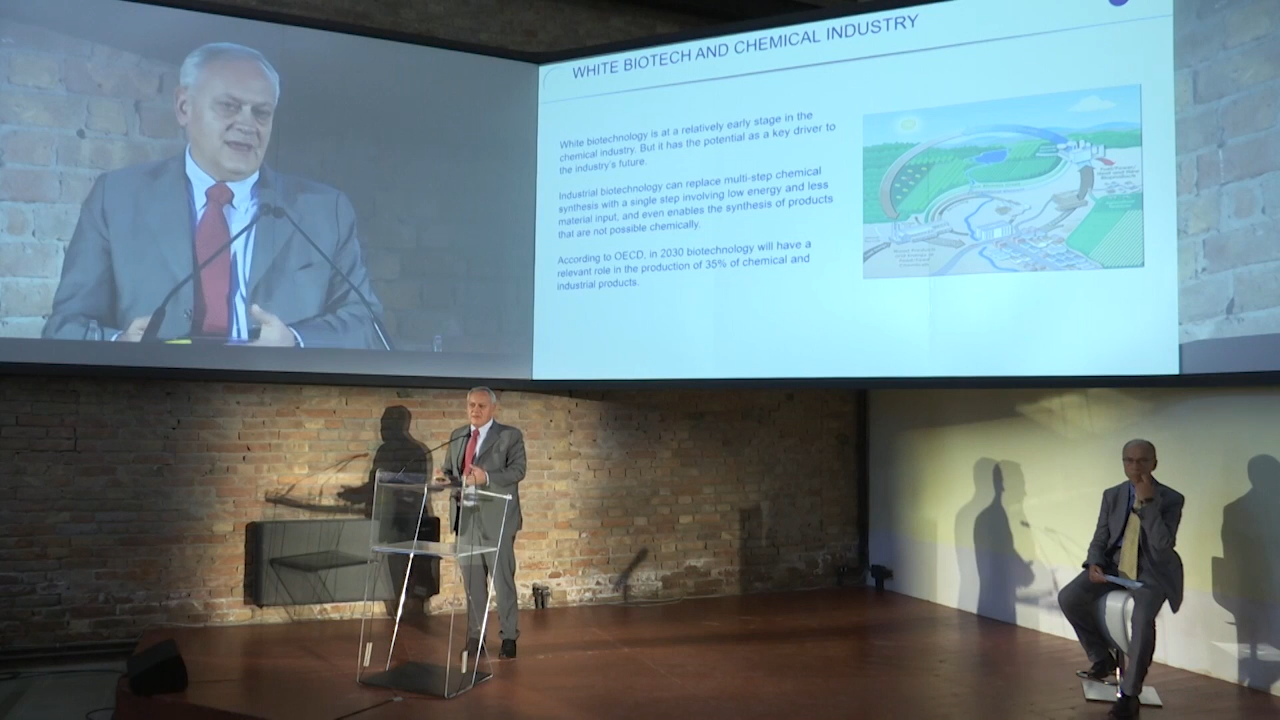 WHITE BIOTECH AND CHEMICAL INDUSTRY
White biotechnology is at a relatively early stage in the
chemical industry. But it has the potential as a key driver to
the industry's future.
Industrial biotechnology can replace multi-step chemical
synthesis with a single step involving low energy and less
material input, and even enables the synthesis of products
that are not possible chemically.
According to OECD, in 2030 biotechnology will have a
relevant role in the production of 35% of chemical and
industrial products.